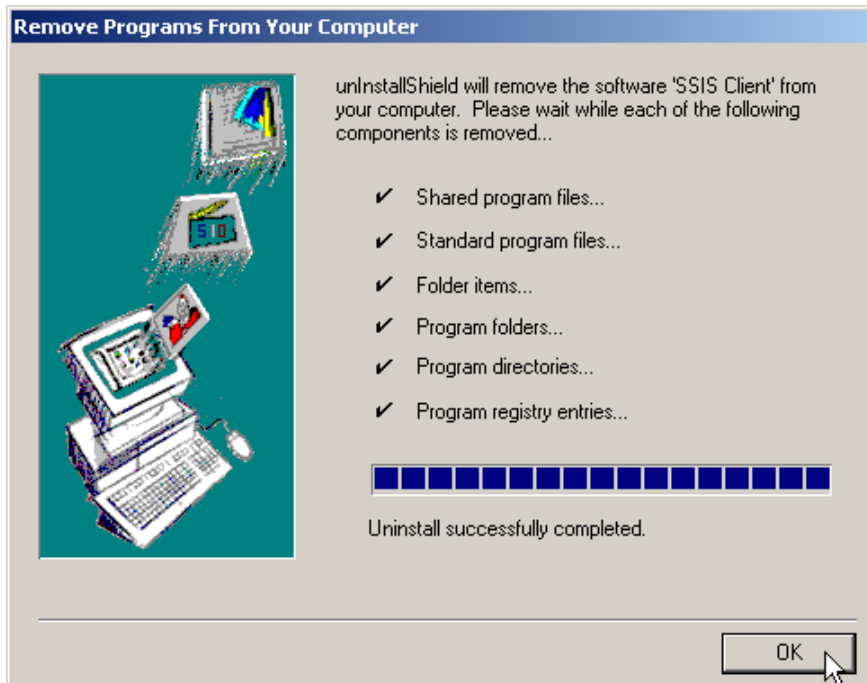 Remove Programs From Your Computer
unInstallShield will remove the software 'SSIS Client' from
your computer.  Please wait while each of the following
components is removed...
Shared program files...
Standard program files...
Folder items...
Program folders...
Program directories...
Program registry entries...
Uninstall successfully completed.
OK